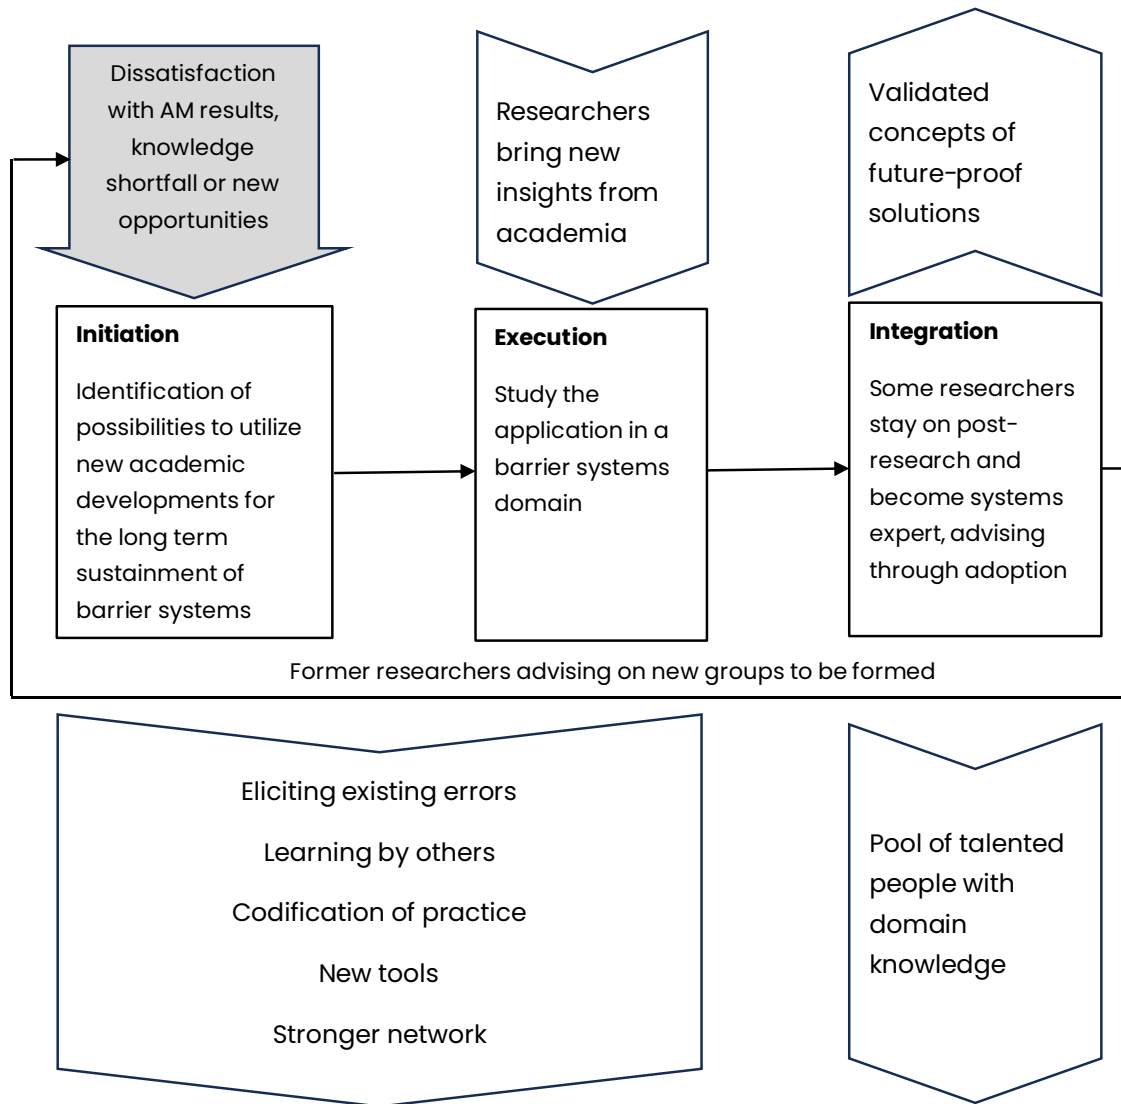 Dissatisfaction
with AM results,
knowledge
shortfall or new
opportunities
Researchers
bring new
insights from
academia
Validated
concepts of
future-proof
solutions
Initiation
Identification of
possibilities to utilize
new academic
developments for
the long term
sustainment of
barrier systems
Execution
Study the
application in a
barrier systems
domain
Integration
Some researchers
stay on post-
research and
become systems
expert, advising
through adoption
Former researchers advising on new groups to be formed
Eliciting existing errors
Learning by others
Codification of practice
New tools
Stronger network
Pool of talented
people with
domain
knowledge